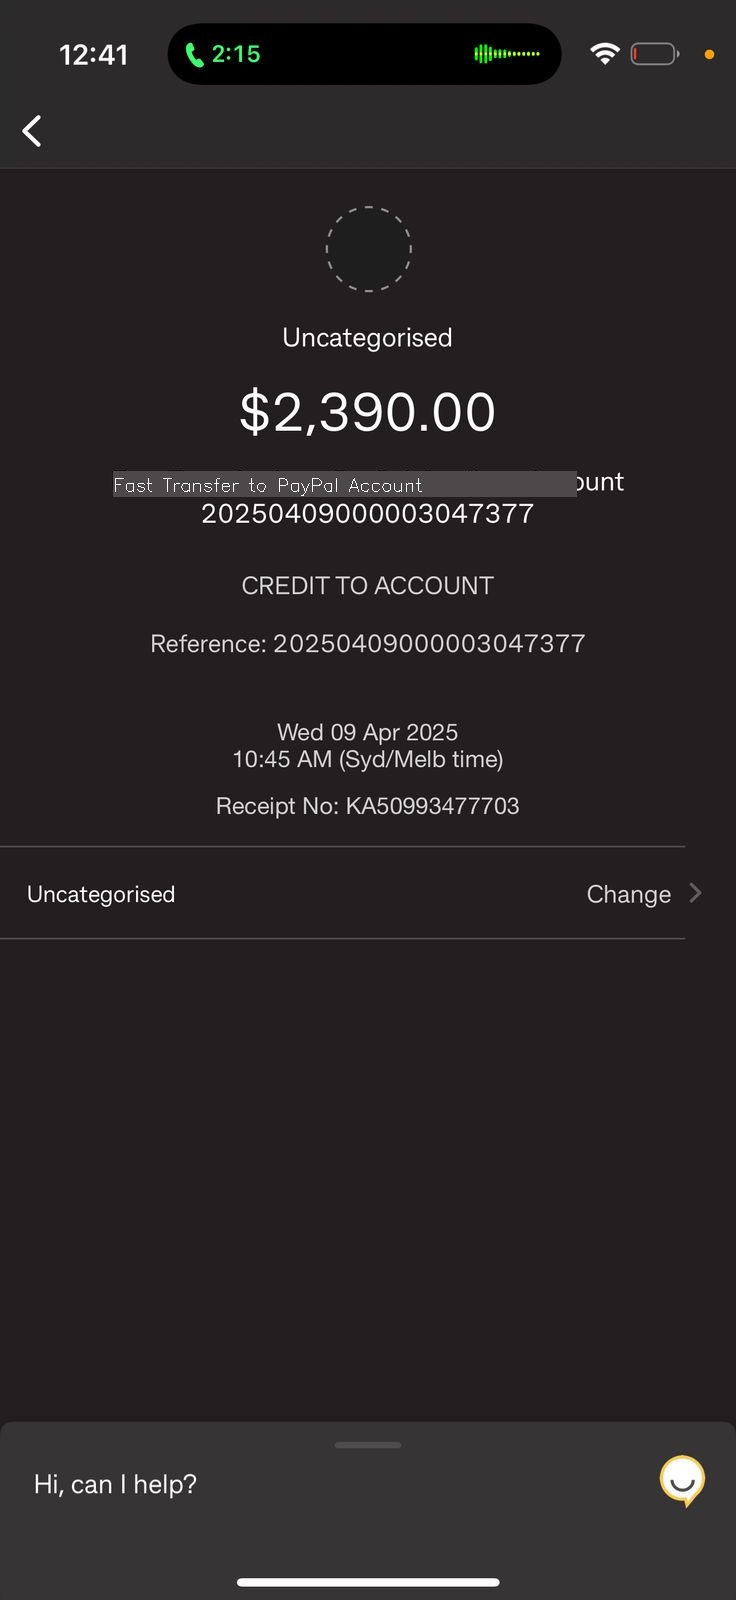 12:41
2:15
Uncategorised
$2,390.00
Fast Transfer to PayPal Account
20250409000003047377
CREDIT TO ACCOUNT
Reference: 20250409000003047377
Wed 09 Apr 2025
10:45 AM (Syd/Melb time)
Receipt No: KA50993477703
Uncategorised
Change
Hi, can I help?